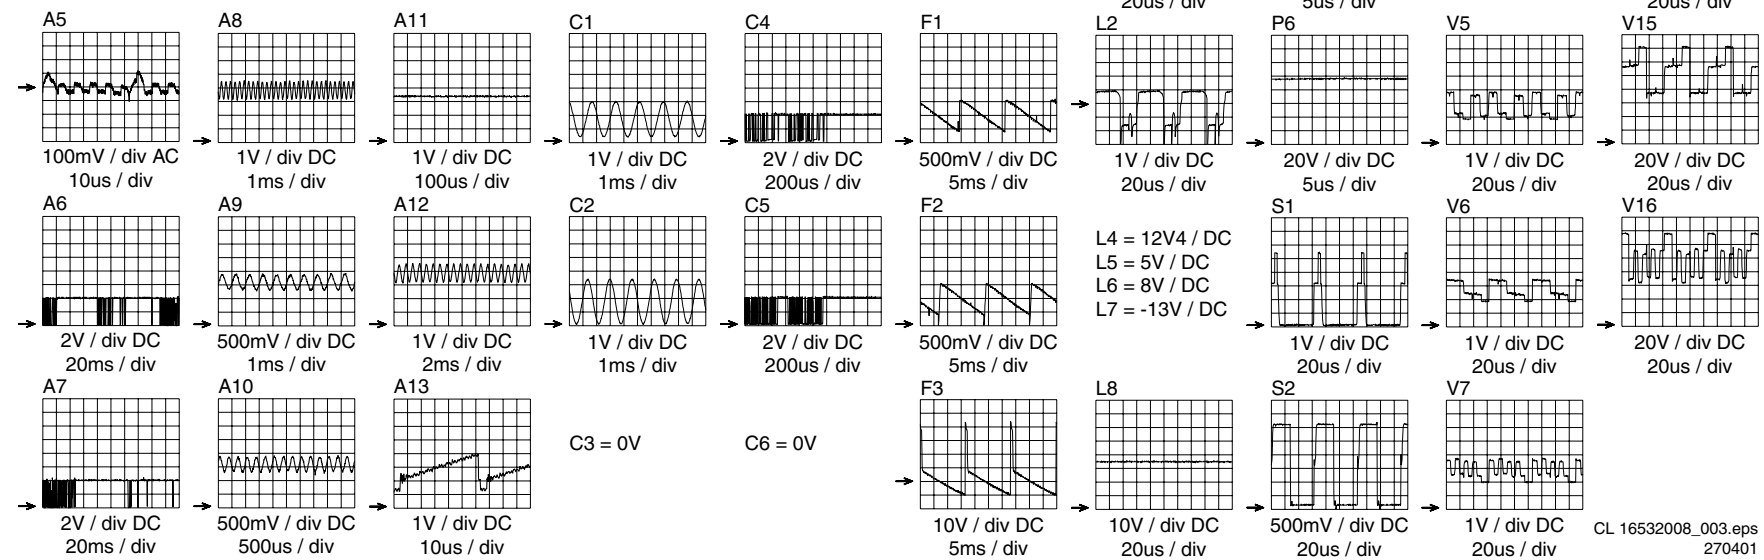 20us / div 5us / div 20us / div
A5 A8 A11 C1 C4 F1 L2 P6 V5 V15
100mV / div AC 1V / div DC 1V / div DC 1V / div DC 2V / div DC 500mV / div DC 1V / div DC 20V / div DC 1V / div DC 20V / div DC
10us / div 1ms / div 100us / div 1ms / div 200us / div 5ms / div 20us / div 5us / div 20us / div 20us / div
A6 A9 A12 C2 C5 F2 S1 V6 V16
L4 = 12V4 / DC
L5 = 5V / DC
L6 = 8V / DC
L7 = -13V / DC
2V / div DC 500mV / div DC 1V / div DC 1V / div DC 2V / div DC 500mV / div DC 1V / div DC 1V / div DC 20V / div DC
20ms / div 1ms / div 2ms / div 1ms / div 200us / div 5ms / div 20us / div 20us / div 20us / div
A7 A10 A13 F3 L8 S2 V7
C3 = 0V C6 = 0V
2V / div DC 500mV / div DC 1V / div DC 10V / div DC 10V / div DC 500mV / div DC 1V / div DC
20ms / div 500us / div 10us / div 5ms / div 20us / div 20us / div 20us / div
CL 16532008_003.eps
270401